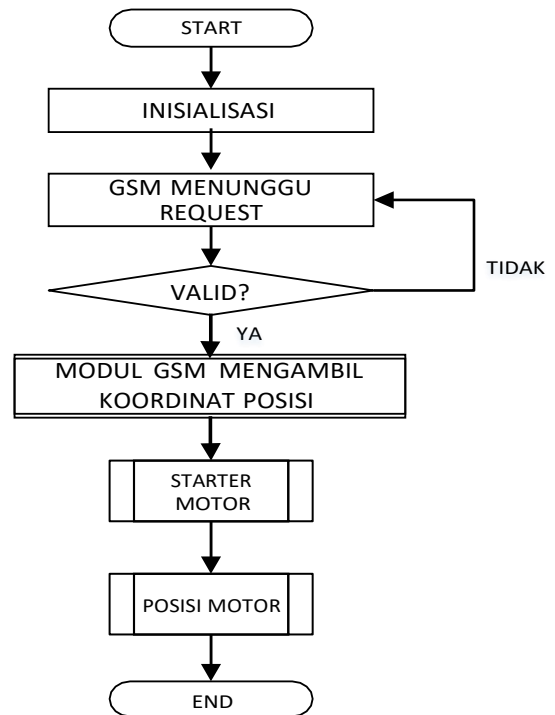 START
INISIALISASI
GSM MENUNGGU
REQUEST
VALID?
TIDAK
YA
MODUL GSM MENGAMBIL
KOORDINAT POSISI
STARTER
MOTOR
POSISI MOTOR
END